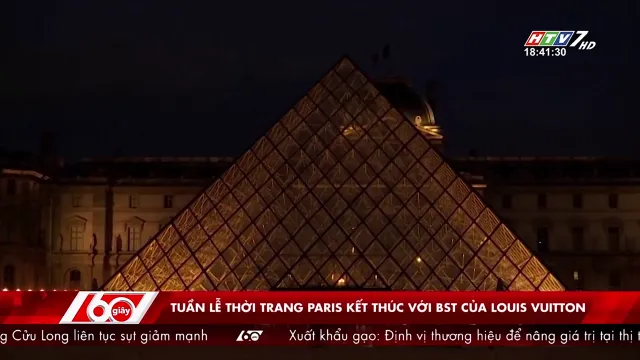 HTV7 HD
18:41:30
60 giây
TUẦN LỄ THỜI TRANG PARIS KẾT THÚC VỚI BST CỦA LOUIS VUITTON
g Cửu Long liên tục sụt giảm mạnh 60 Xuất khẩu gạo: Định vị thương hiệu để nâng giá trị tại thị t